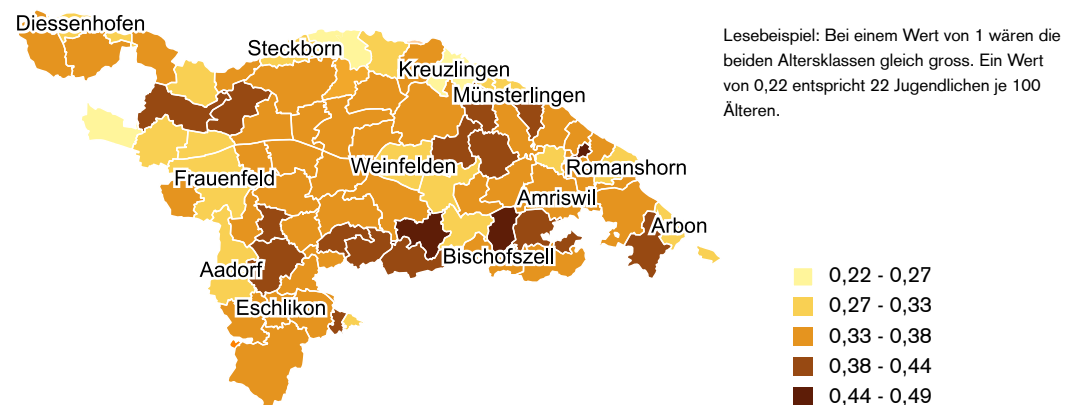 Diessenhofen
Steckborn
Kreuzlingen
Münsterlingen
Weinfelden
Romanshorn
Frauenfeld
Amriswil
Arbon
Bischofszell
Aadorf
Eschlikon
Lesebeispiel: Bei einem Wert von 1 wären die
beiden Altersklassen gleich gross. Ein Wert
von 0,22 entspricht 22 Jugendlichen je 100
Älteren.
0,22 - 0,27
0,27 - 0,33
0,33 - 0,38
0,38 - 0,44
0,44 - 0,49